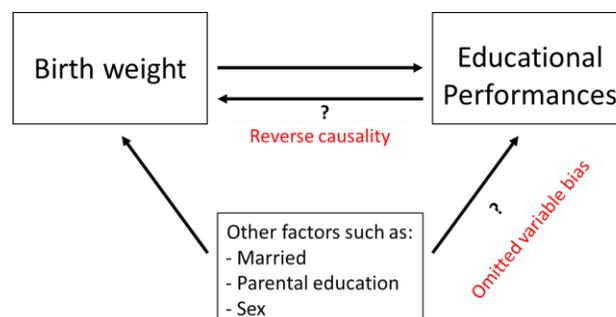 Birth weight
Educational
Performances
?
Reverse causality
Other factors such as:
- Married
- Parental education
- Sex
?
Omitted variable bias